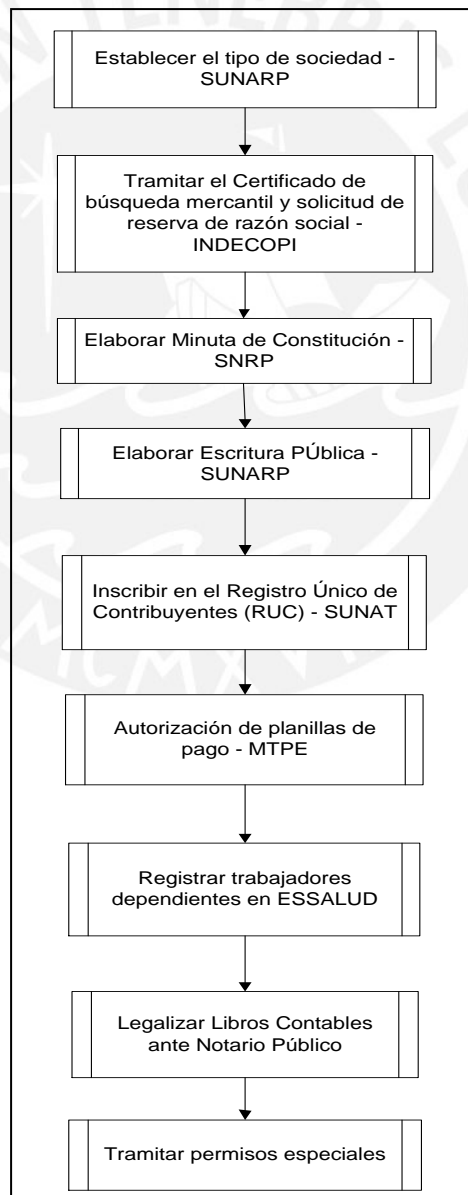 Establecer el tipo de sociedad -
SUNARP
Tramitar el Certificado de
búsqueda mercantil y solicitud de
reserva de razón social -
INDECOPI
Elaborar Minuta de Constitución -
SNRP
Elaborar Escritura PÚblica -
SUNARP
Inscribir en el Registro Único de
Contribuyentes (RUC) - SUNAT
Autorización de planillas de
pago - MTPE
Registrar trabajadores
dependientes en ESSALUD
Legalizar Libros Contables
ante Notario Público
Tramitar permisos especiales